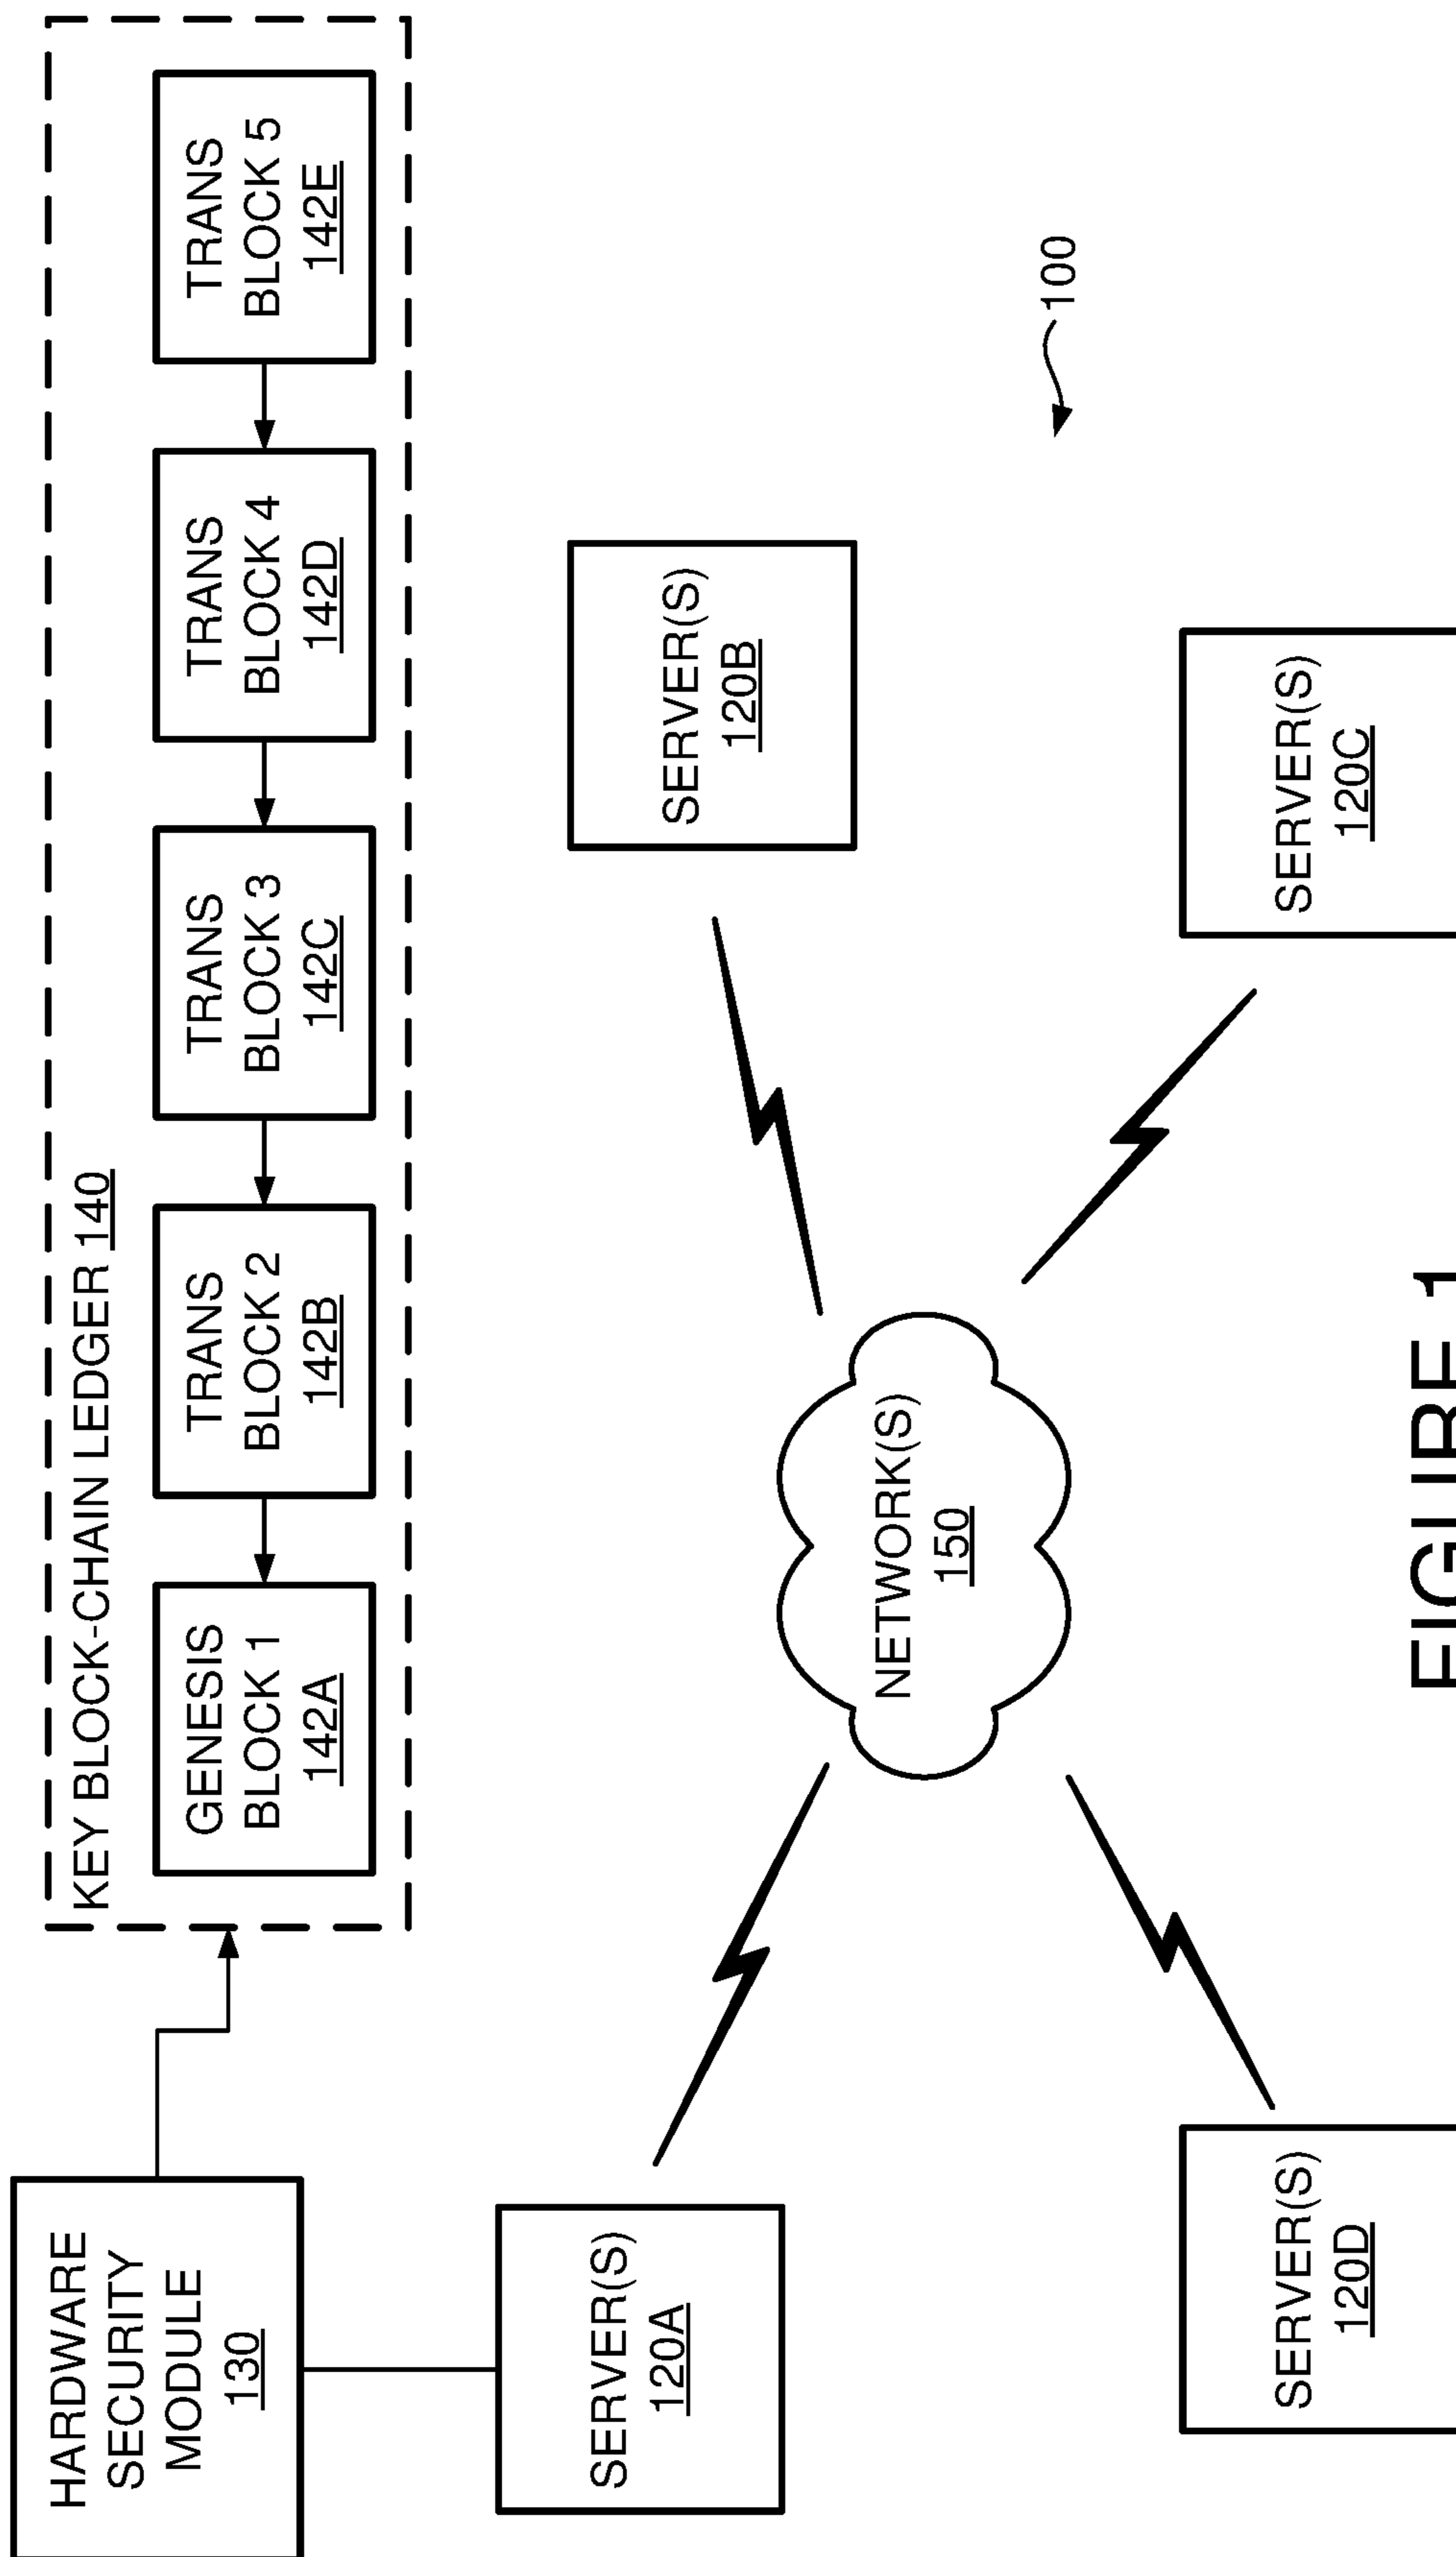 KEY BLOCK-CHAIN LEDGER 140
HARDWARE
SECURITY
MODULE
130
GENESIS
BLOCK 1
142A
TRANS
BLOCK 2
142B
TRANS
BLOCK 3
142C
TRANS
BLOCK 4
142D
TRANS
BLOCK 5
142E
SERVER(S)
120A
SERVER(S)
120B
NETWORK(S)
150
100
SERVER(S)
120D
SERVER(S)
120C
FIGURE 1